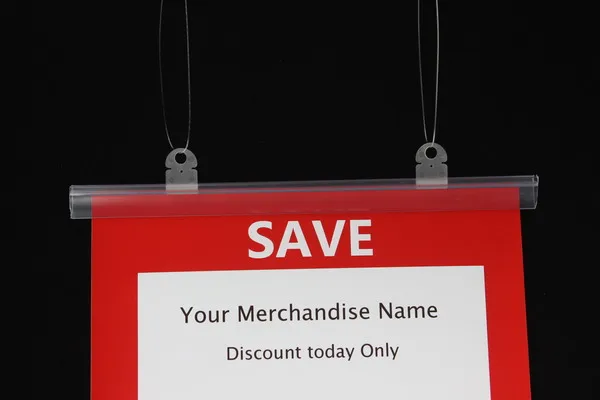 SAVE
Your Merchandise Name
Discount today Only